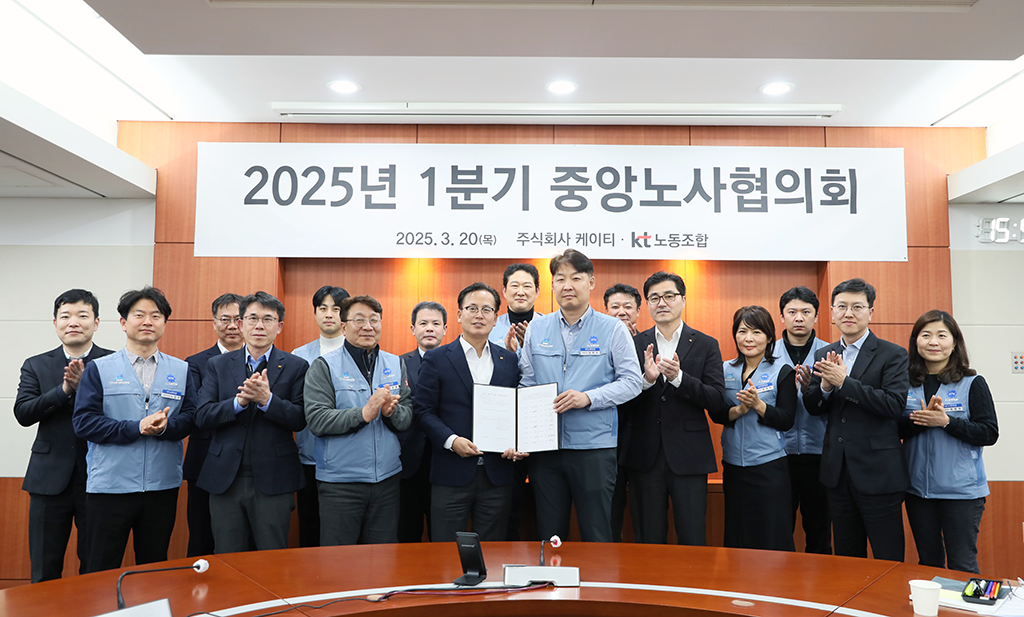 2025년 1분기 중앙노사협의회
2025. 3. 20(목) 주식회사 케이티 · kt 노동조합